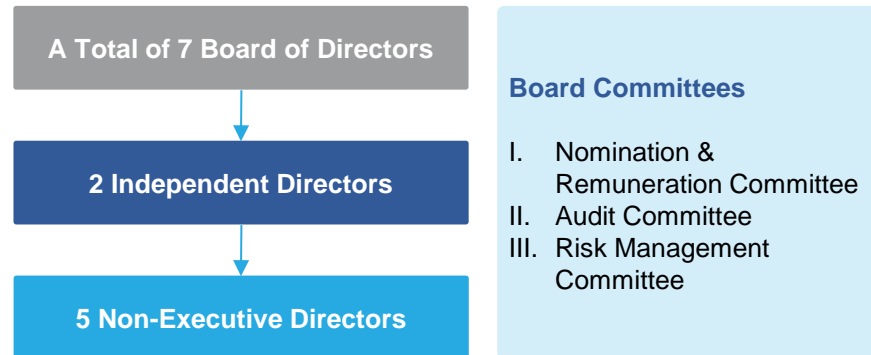 A Total of 7 Board of Directors
2 Independent Directors
5 Non-Executive Directors
Board Committees
I. Nomination &
Remuneration Committee
II. Audit Committee
III. Risk Management
Committee